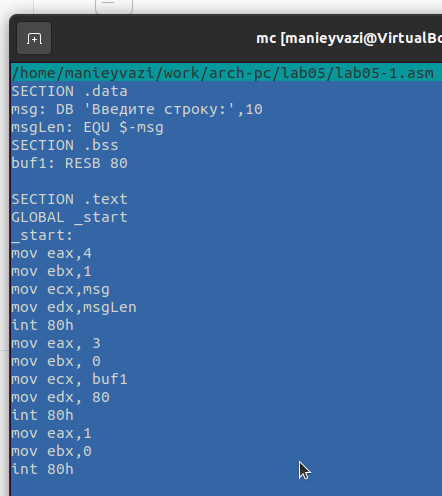 mc [manieyvazi@VirtualBo
/home/manieyvazi/work/arch-pc/lab05/lab05-1.asm
SECTION .data
msg: DB 'Введите строку:',10
msgLen: EQU $-msg
SECTION .bss
buf1: RESB 80
SECTION .text
GLOBAL _start
_start:
mov eax,4
mov ebx,1
mov ecx,msg
mov edx,msgLen
int 80h
mov eax, 3
mov ebx, 0
mov ecx, buf1
mov edx, 80
int 80h
mov eax,1
mov ebx,0
int 80h